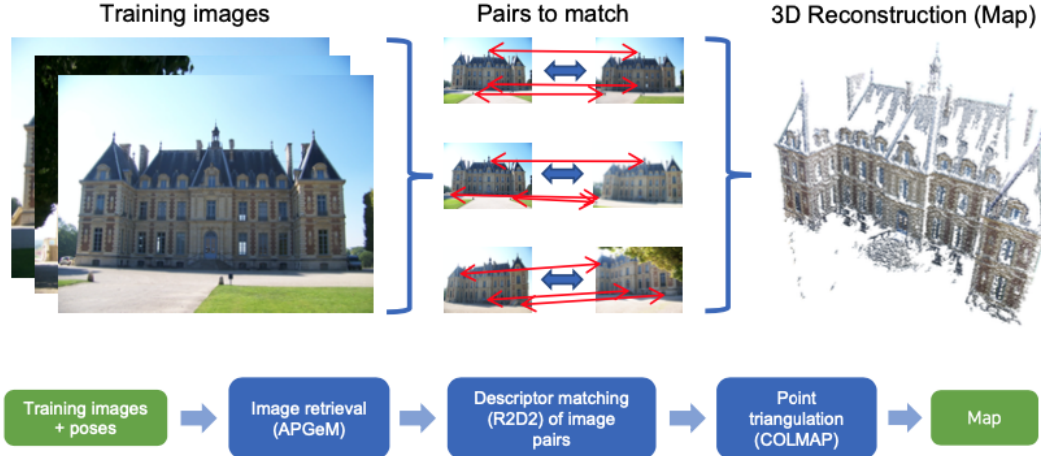 Training images
Pairs to match
3D Reconstruction (Map)
Training images
+ poses
Image retrieval
(APGeM)
Descriptor matching
(R2D2) of image
pairs
Point
triangulation
(COLMAP)
Map